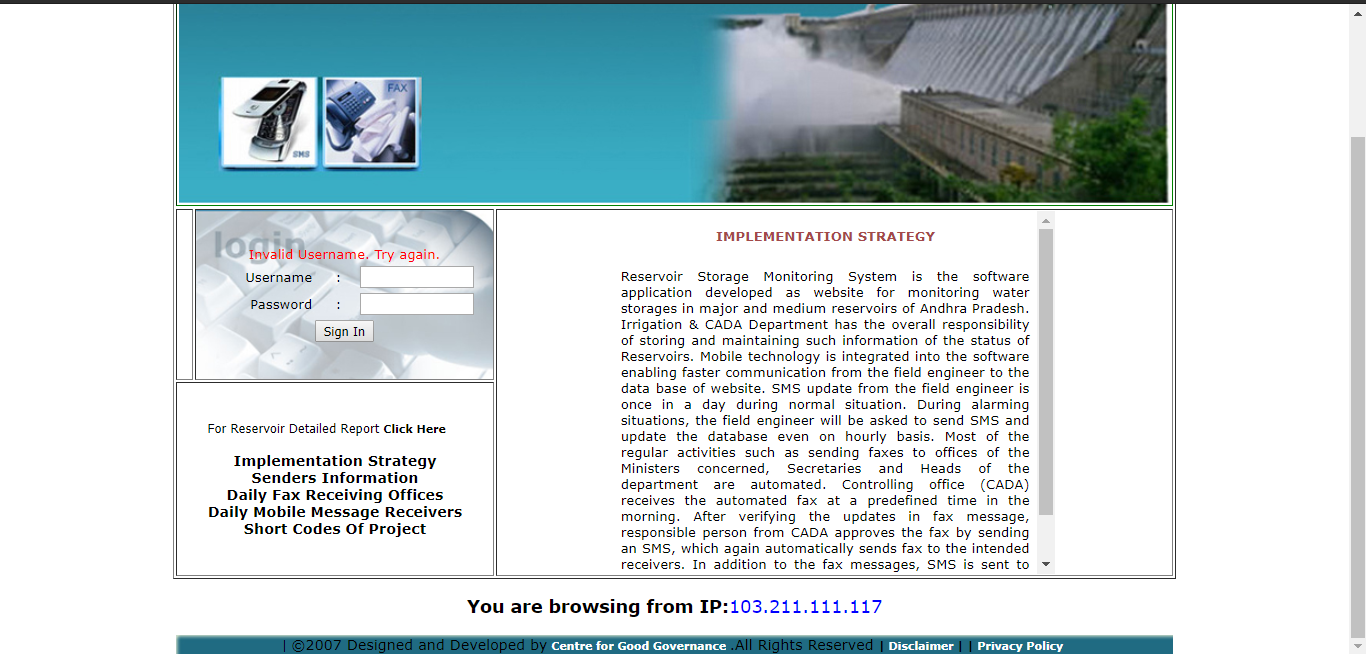 SMS
FAX
login
Invalid Username. Try again.
Username :
Password :
Sign In
For Reservoir Detailed Report Click Here
Implementation Strategy
Senders Information
Daily Fax Receiving Offices
Daily Mobile Message Receivers
Short Codes Of Project
IMPLEMENTATION STRATEGY
Reservoir Storage Monitoring System is the software
application developed as website for monitoring water
storages in major and medium reservoirs of Andhra Pradesh.
Irrigation & CADA Department has the overall responsibility
of storing and maintaining such information of the status of
Reservoirs. Mobile technology is integrated into the software
enabling faster communication from the field engineer to the
data base of website. SMS update from the field engineer is
once in a day during normal situation. During alarming
situations, the field engineer will be asked to send SMS and
update the database even on hourly basis. Most of the
regular activities such as sending faxes to offices of the
Ministers concerned, Secretaries and Heads of the
department are automated. Controlling office (CADA)
receives the automated fax at a predefined time in the
morning. After verifying the updates in fax message,
responsible person from CADA approves the fax by sending
an SMS, which again automatically sends fax to the intended
receivers. In addition to the fax messages, SMS is sent to
You are browsing from IP:103.211.111.117
| ©2007 Designed and Developed by Centre for Good Governance .All Rights Reserved | Disclaimer | | Privacy Policy